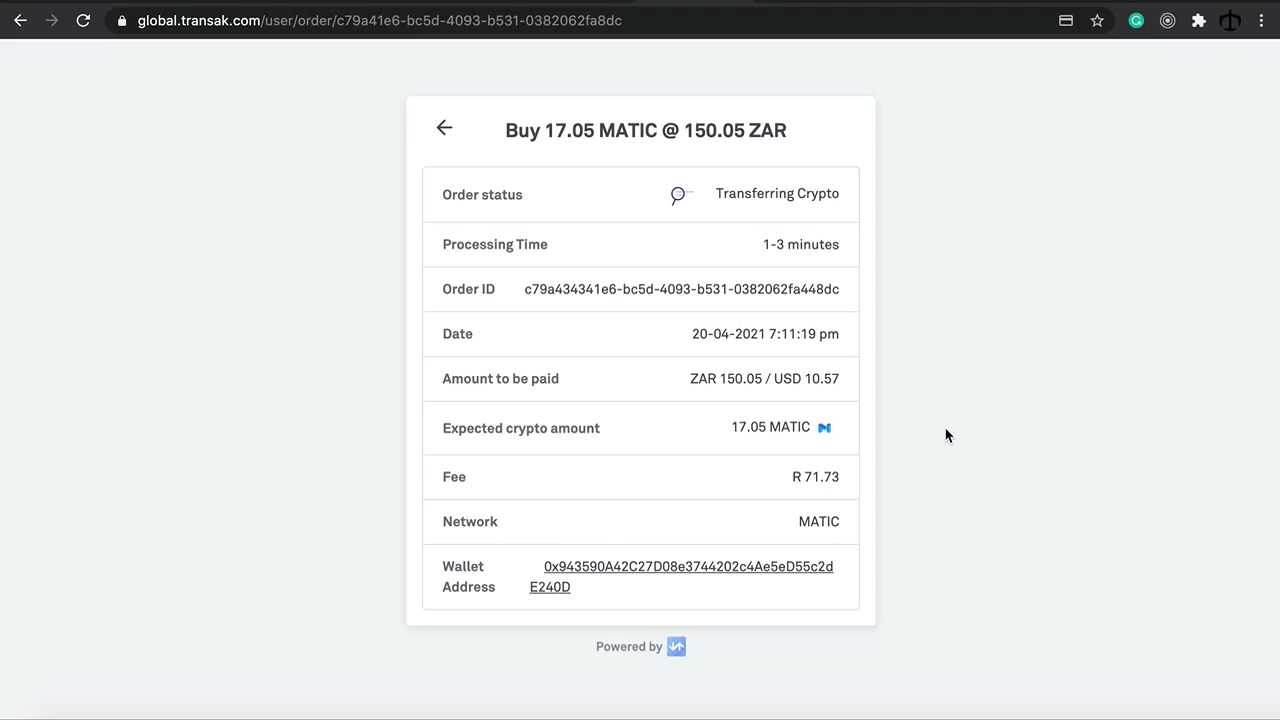 global.transak.com/user/order/c79a41e6-bc5d-4093-b531-0382062fa8dc
Buy 17.05 MATIC @ 150.05 ZAR
Order status Transferring Crypto
Processing Time 1-3 minutes
Order ID c79a434341e6-bc5d-4093-b531-0382062fa448dc
Date 20-04-2021 7:11:19 pm
Amount to be paid ZAR 150.05 / USD 10.57
Expected crypto amount 17.05 MATIC
Fee R 71.73
Network MATIC
Wallet 0x943590A42C27D08e3744202c4Ae5eD55c2d
Address E240D
Powered by